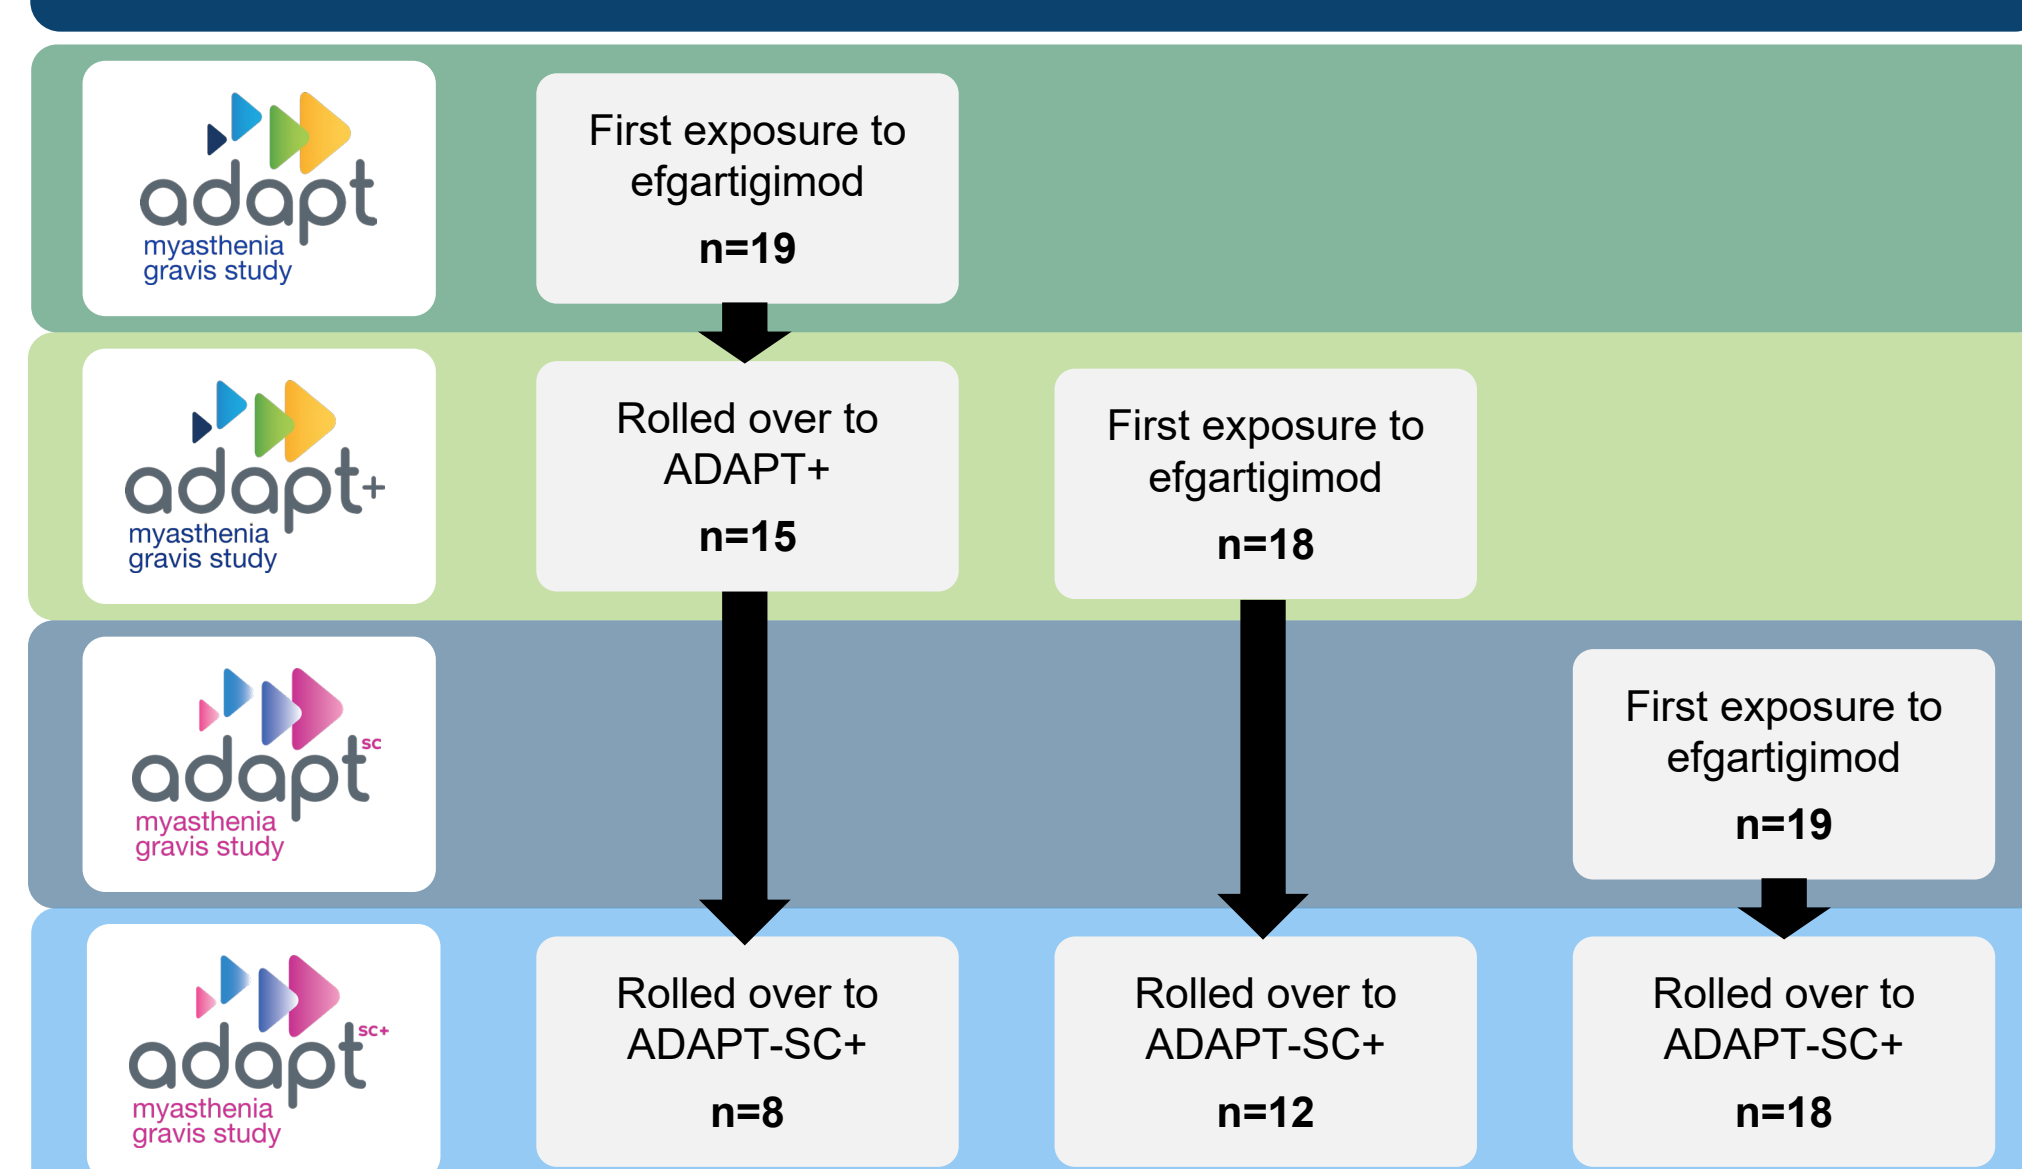 adapt
myasthenia
gravis study
First exposure to
efgartigimod
n=19
adapt+
myasthenia
gravis study
Rolled over to
ADAPT+
n=15
First exposure to
efgartigimod
n=18
adapt sc
myasthenia
gravis study
First exposure to
efgartigimod
n=19
adapt sc+
myasthenia
gravis study
Rolled over to
ADAPT-SC+
n=8
Rolled over to
ADAPT-SC+
n=12
Rolled over to
ADAPT-SC+
n=18